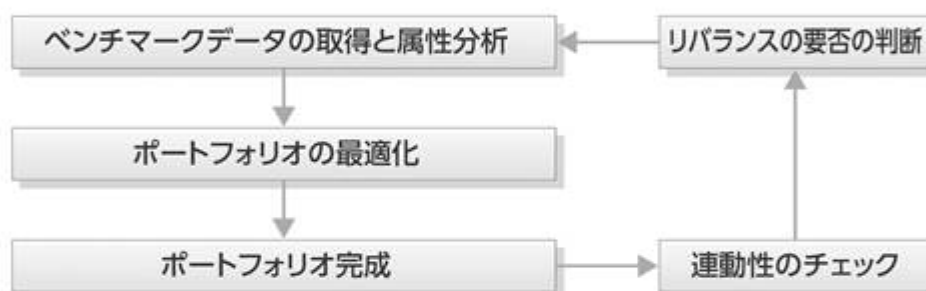 ベンチマークデータの取得と属性分析
リバランスの要否の判断
ポートフォリオの最適化
ポートフォリオ完成
連動性のチェック